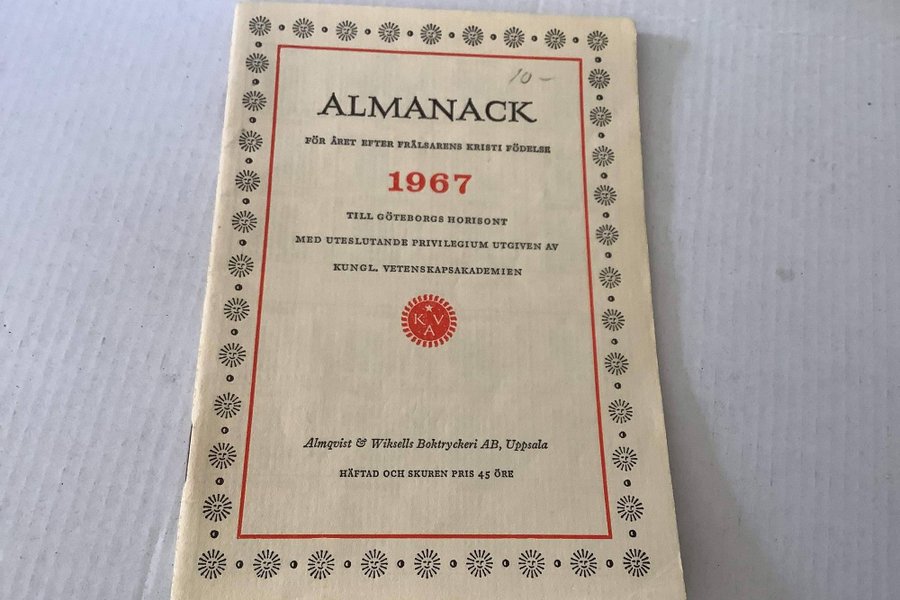 10-
ALMANACK
FÖR ÅRET EFTER FRÄLSARENS KRISTI FÖDELSE
1967
TILL GÖTEBORGS HORISONT
MED UTESLUTANDE PRIVILEGIUM UTGIVEN AV
KUNGL. VETENSKAPSAKADEMIEN
KVA
Almqvist & Wiksells Boktryckeri AB, Uppsala
HÄFTAD OCH SKUREN PRIS 45 ÖRE